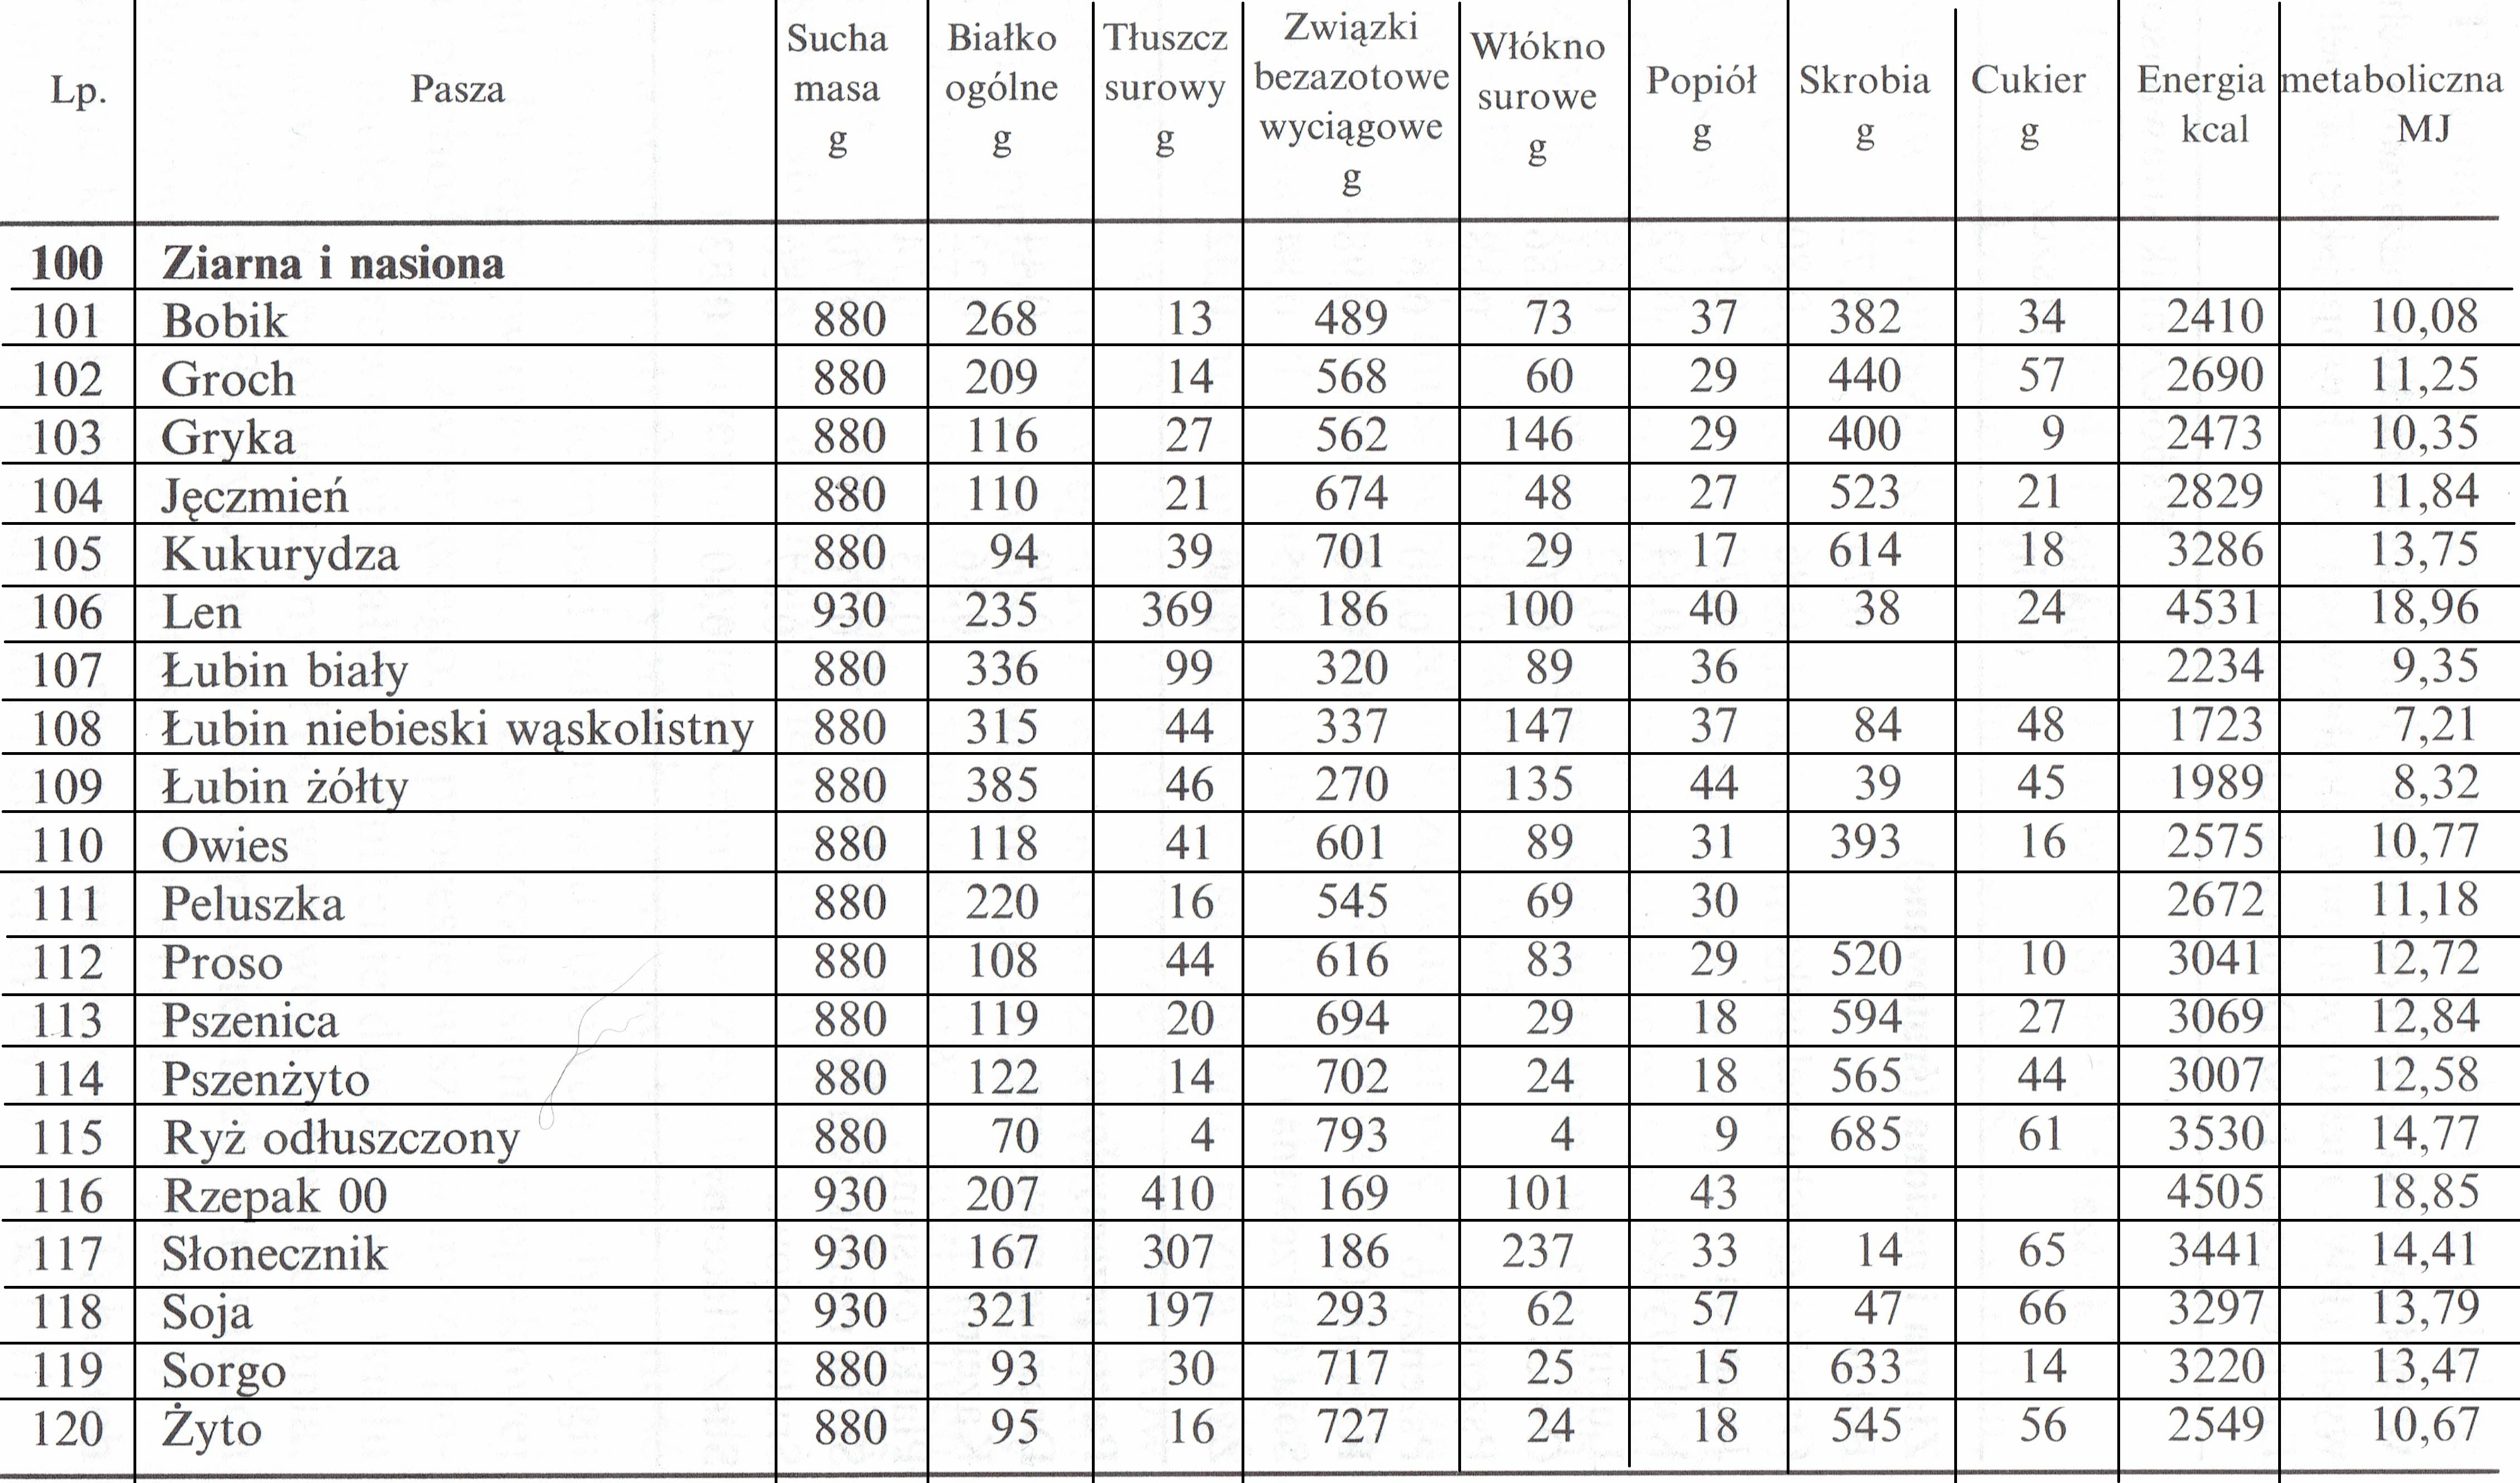 Lp. Pasza Sucha masa g Białko ogólne g Tłuszcz surowy g Związki bezazotowe wyciągowe g Włókno surowe g Popiół g Skrobia g Cukier g Energia metaboliczna kcal MJ
100 Ziarna i nasiona
101 Bobik 880 268 13 489 73 37 382 34 2410 10,08
102 Groch 880 209 14 568 60 29 440 57 2690 11,25
103 Gryka 880 116 27 562 146 29 400 9 2473 10,35
104 Jęczmień 880 110 21 674 48 27 523 21 2829 11,84
105 Kukurydza 880 94 39 701 29 17 614 18 3286 13,75
106 Len 930 235 369 186 100 40 38 24 4531 18,96
107 Łubin biały 880 336 99 320 89 36 2234 9,35
108 Łubin niebieski wąskolistny 880 315 44 337 147 37 84 48 1723 7,21
109 Łubin żółty 880 385 46 270 135 44 39 45 1989 8,32
110 Owies 880 118 41 601 89 31 393 16 2575 10,77
111 Peluszka 880 220 16 545 69 30 2672 11,18
112 Proso 880 108 44 616 83 29 520 10 3041 12,72
113 Pszenica 880 119 20 694 29 18 594 27 3069 12,84
114 Pszenżyto 880 122 14 702 24 18 565 44 3007 12,58
115 Ryż odłuszczony 880 70 4 793 4 9 685 61 3530 14,77
116 Rzepak 00 930 207 410 169 101 43 4505 18,85
117 Słonecznik 930 167 307 186 237 33 14 65 3441 14,41
118 Soja 930 321 197 293 62 57 47 66 3297 13,79
119 Sorgo 880 93 30 717 25 15 633 14 3220 13,47
120 Żyto 880 95 16 727 24 18 545 56 2549 10,67